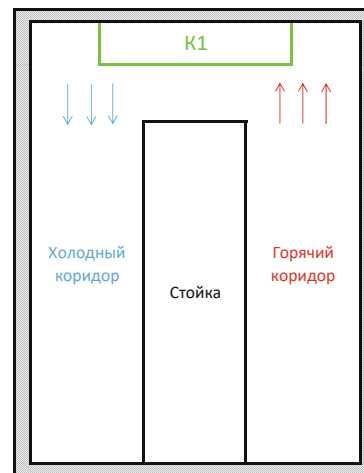 К1
Холодный
коридор
Горячий
коридор
Стойка